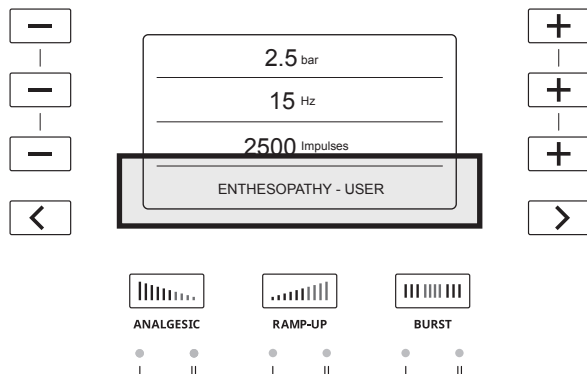 2.5 bar
15 Hz
2500 Impulses
ENTHESOPATHY - USER
ANALGESIC RAMP-UP BURST
I II I II I II